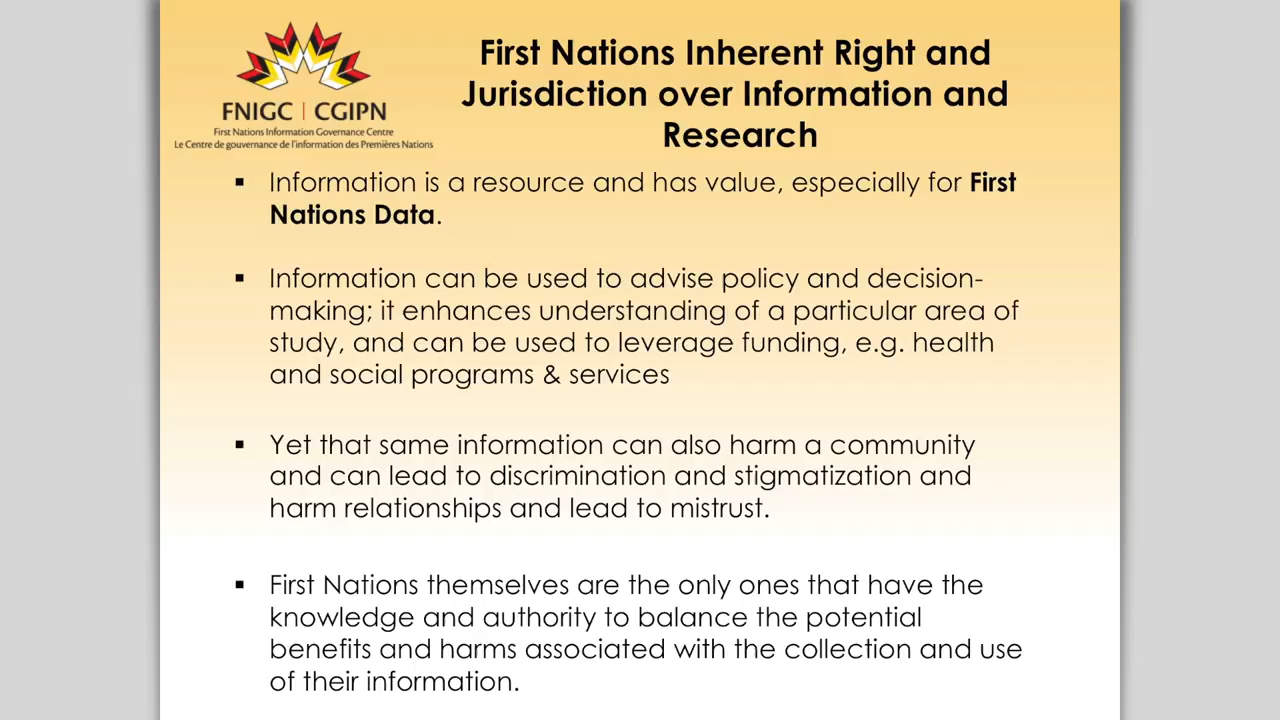 FNIGC | CGIPN
First Nations Information Governance Centre
Le Centre de gouvernance de l'information des Premières Nations
First Nations Inherent Right and
Jurisdiction over Information and
Research
▪ Information is a resource and has value, especially for First
Nations Data.
▪ Information can be used to advise policy and decision-
making; it enhances understanding of a particular area of
study, and can be used to leverage funding, e.g. health
and social programs & services
▪ Yet that same information can also harm a community
and can lead to discrimination and stigmatization and
harm relationships and lead to mistrust.
▪ First Nations themselves are the only ones that have the
knowledge and authority to balance the potential
benefits and harms associated with the collection and use
of their information.